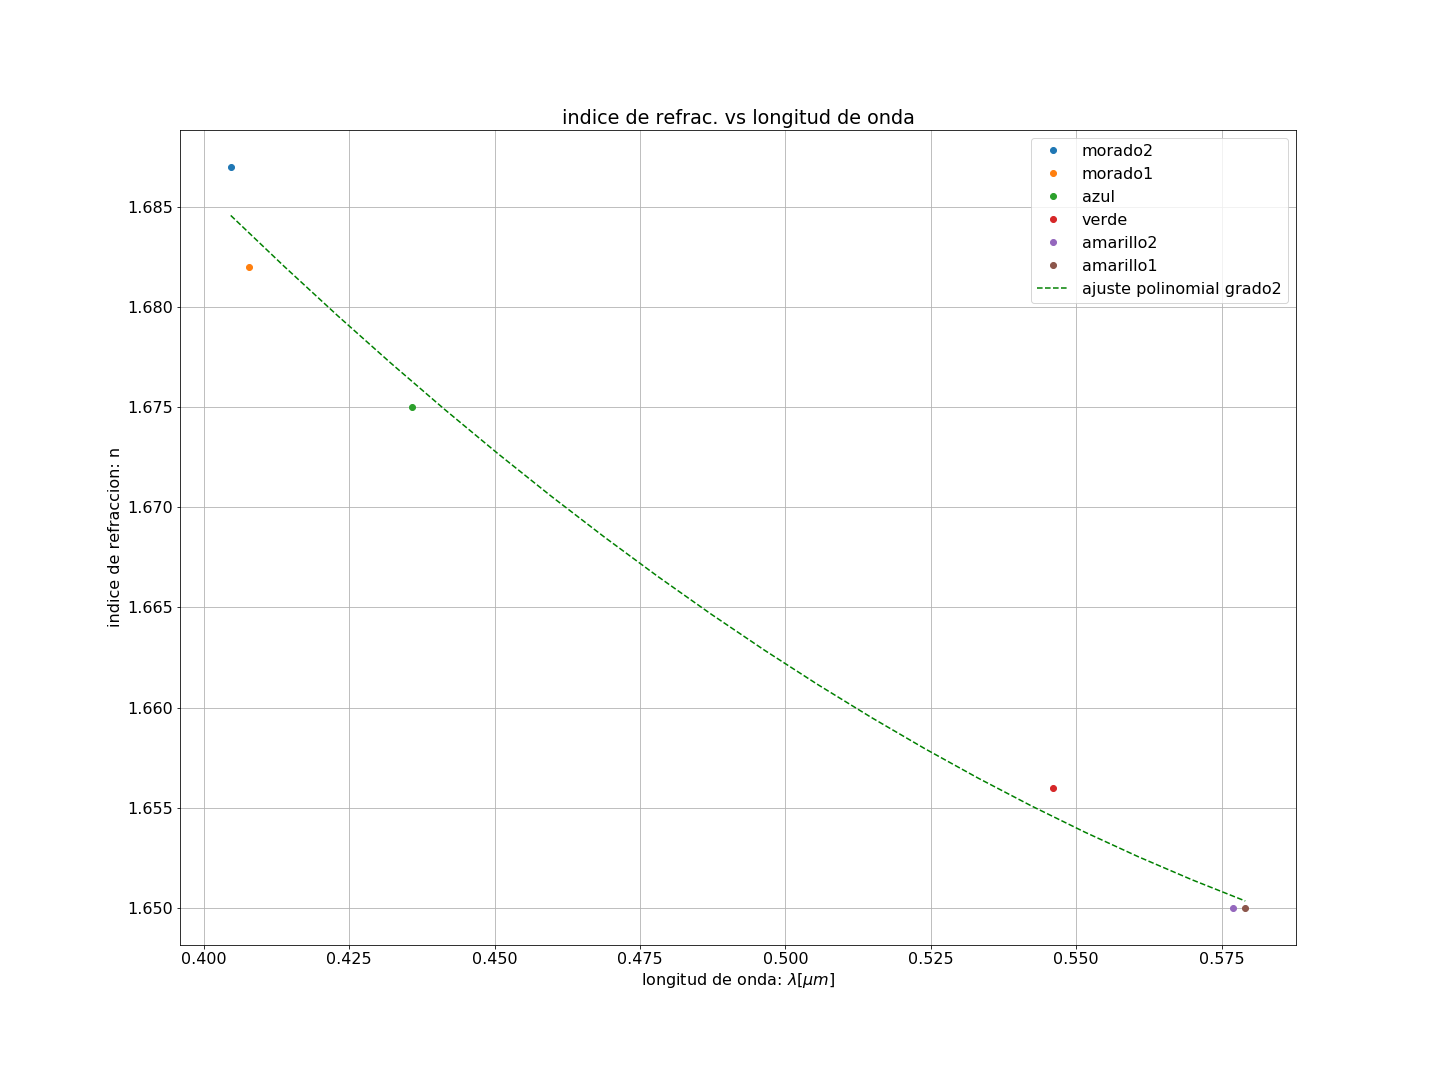 indice de refrac. vs longitud de onda
morado2
morado1
azul
verde
amarillo2
amarillo1
ajuste polinomial grado2
1.685
1.680
1.675
1.670
1.665
1.660
1.655
1.650
indice de refraccion: n
0.400 0.425 0.450 0.475 0.500 0.525 0.550 0.575
longitud de onda: λ[μm]